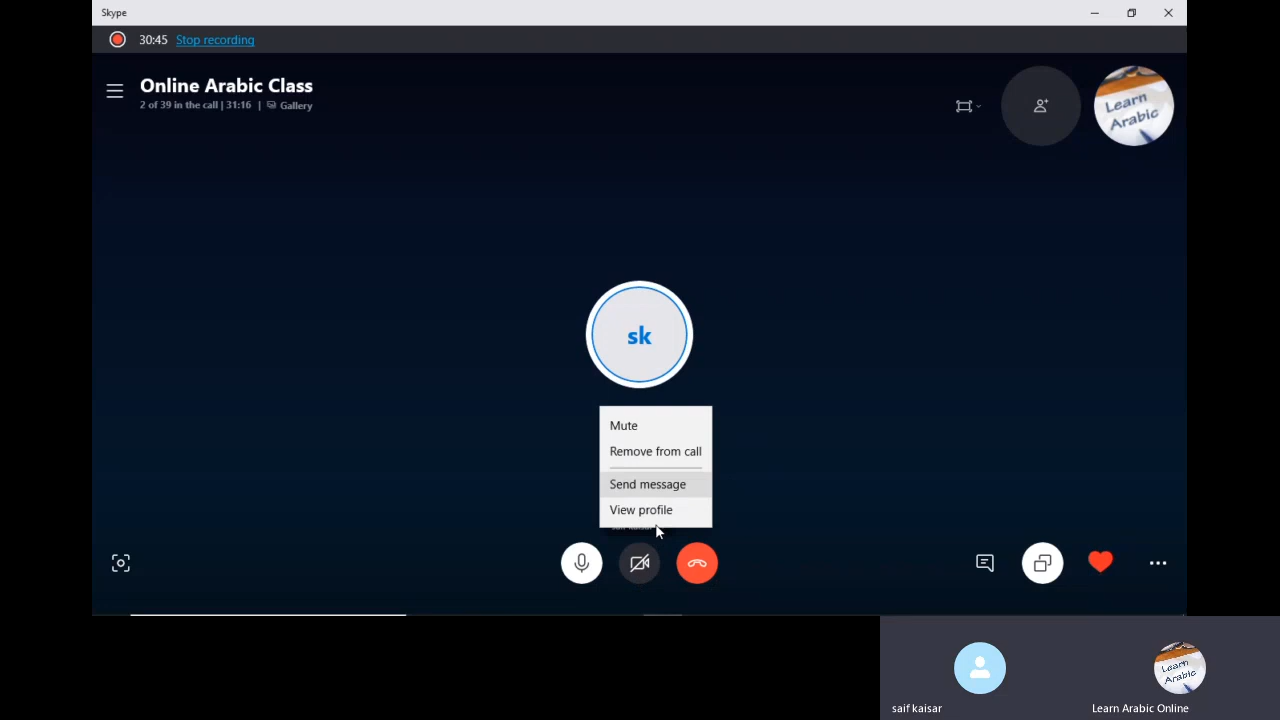 Skype
30:45 Stop recording
Online Arabic Class
2 of 39 in the call | 31:16 | Gallery
Learn
Arabic
sk
Mute
Remove from call
Send message
View profile
Learn
Arabic
saif kaisar
Learn Arabic Online